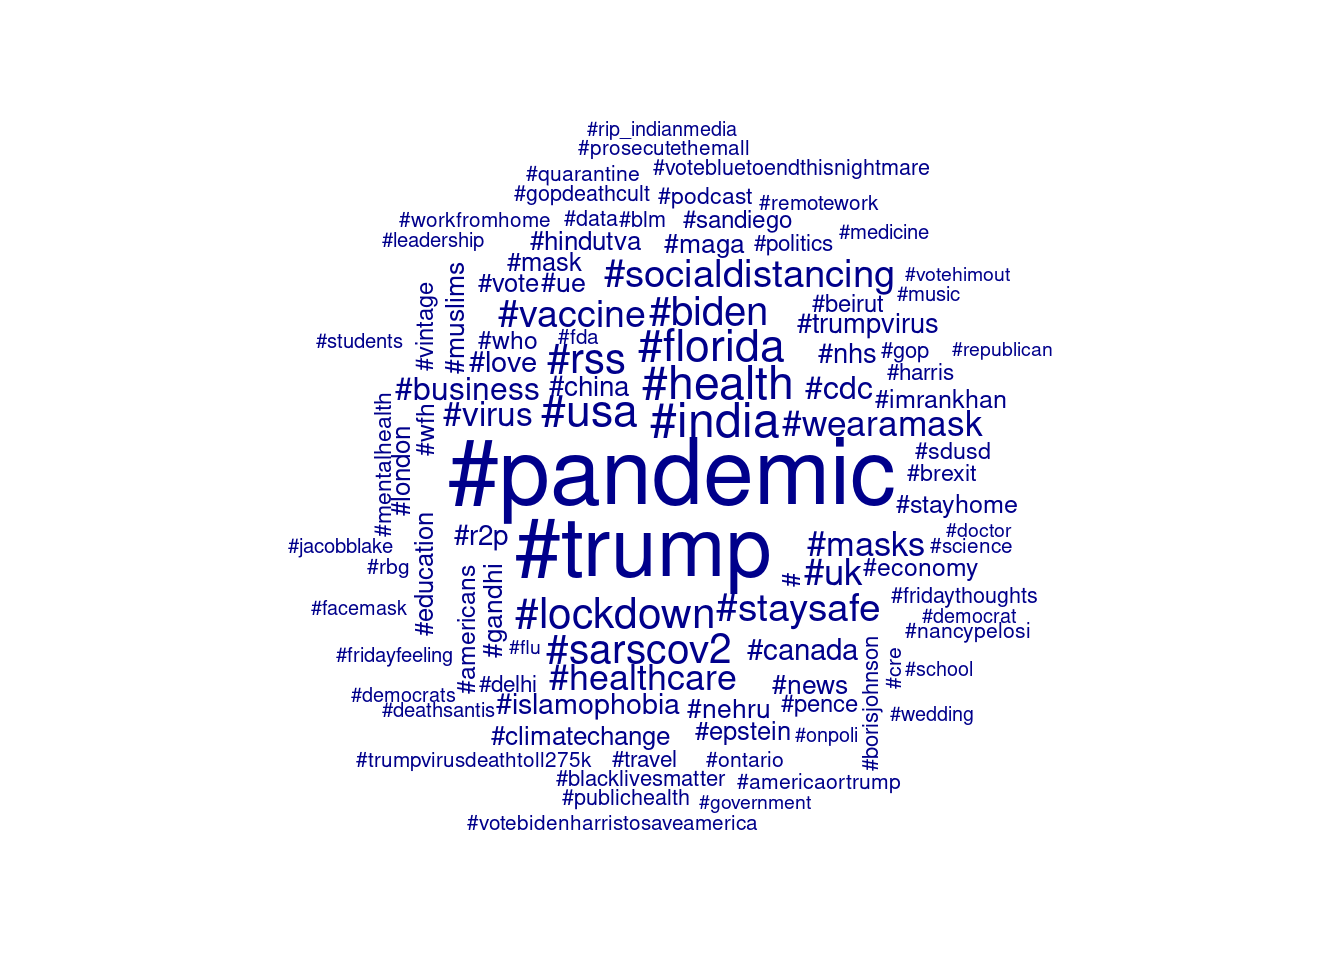 #rip_indianmedia
#prosecutethemall
#quarantine #votebluetoendthisnightmare
#gopdeathcult #podcast #remotework
#workfromhome #data #blm #sandiego
#leadership #hindutva #maga #politics #medicine
#mask #socialdistancing #votehimout
#vintage #muslims #vote #ue #music
#vaccine #biden #beirut
#trumpvirus
#students #who #fda #florida #nhs #gop #republican
#love #rss #harris
#business #china #health #cdc #imrankhan
#virus #usa #india #wearamask
#mentalhealth #london #wfh #sdusd
#pandemic #brexit
#stayhome
#jacobblake #education #r2p #trump #masks #doctor
#science
#rbg # #uk #economy
#facemask #americans #gandhi #lockdown #staysafe #fridaythoughts
#democrat
#nancypelosi
#fridayfeeling #flu #sarscov2 #canada #borisjohnson #cre #school
#democrats #delhi #healthcare #news
#deathsantis #islamophobia #nehru #pence #wedding
#climatechange #epstein #onpoli
#trumpvirusdeathtoll275k #travel #ontario
#blacklivesmatter #americaortrump
#publichealth #government
#votebidenharristosaveamerica